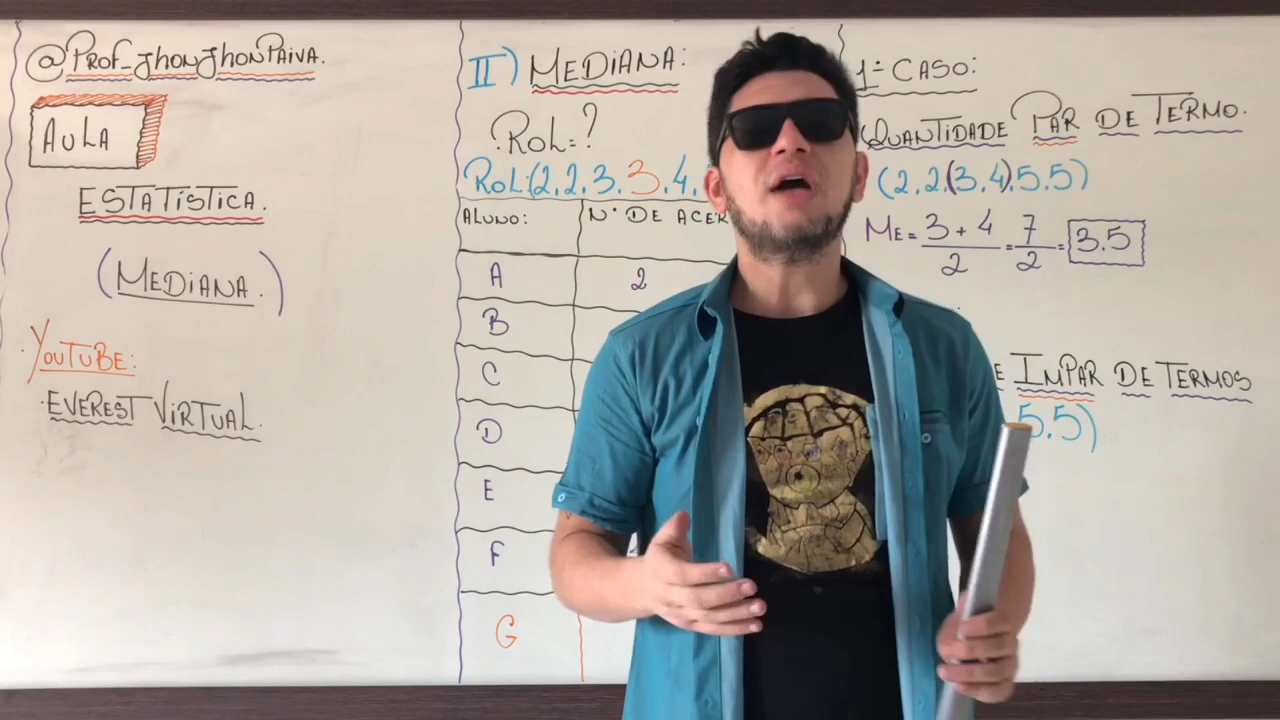 @PROF_JHONJHONPAIVA.
AULA
ESTATÍSTICA.
(MEDIANA.)
YOUTUBE:
EVEREST VIRTUAL.
II) MEDIANA:
ROL=?
ROL:(2.2.3.3.4.
ALUNO: N° DE ACER
A 2
B
C
D
E
F
G
1° CASO:
QUANTIDADE PAR DE TERMO.
(2.2.(3.4).5.5)
ME= 3+4/2 = 7/2 = 3.5
E IMPAR DE TERMOS
5.5)